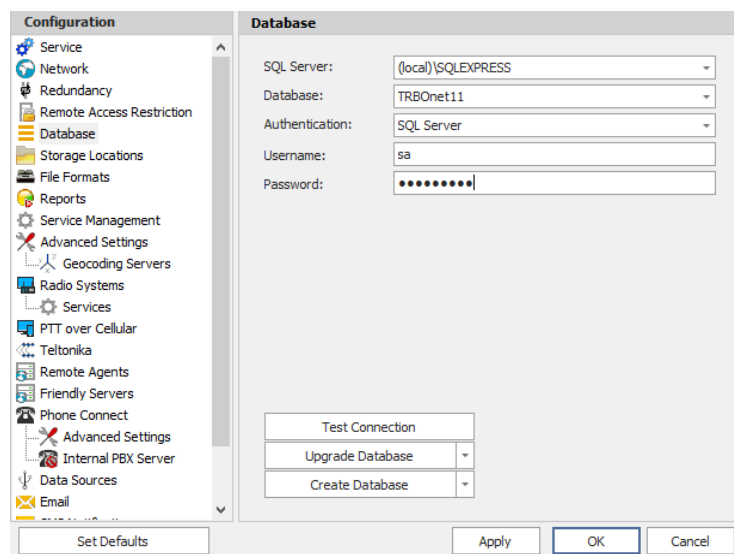 Configuration
Service
Network
Redundancy
Remote Access Restriction
Database
Storage Locations
File Formats
Reports
Service Management
Advanced Settings
Geocoding Servers
Radio Systems
Services
PTT over Cellular
Teltonika
Remote Agents
Friendly Servers
Phone Connect
Advanced Settings
Internal PBX Server
Data Sources
Email
Set Defaults
Database
SQL Server: (local)\SQLEXPRESS
Database: TRBOnet11
Authentication: SQL Server
Username: sa
Password: •••••••••
Test Connection
Upgrade Database
Create Database
Apply OK Cancel